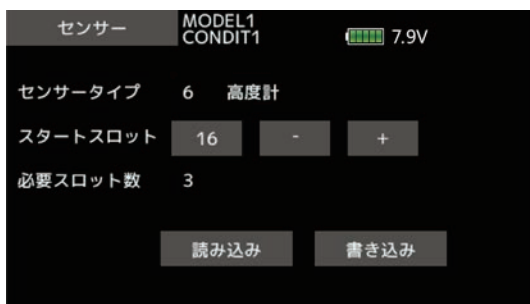 センサー
MODEL1
CONDIT1
7.9V
センサータイプ 6 高度計
スタートスロット 16 - +
必要スロット数 3
読み込み 書き込み